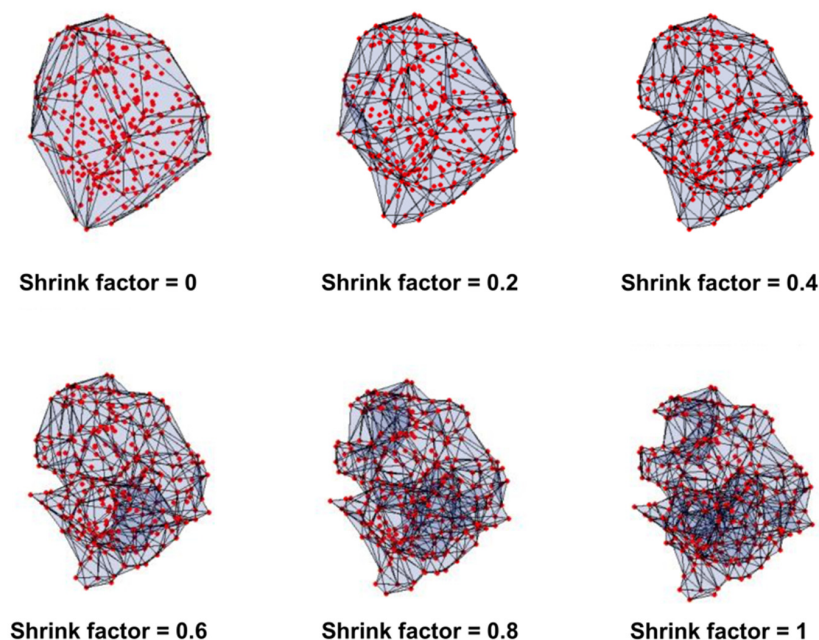 Shrink factor = 0
Shrink factor = 0.2
Shrink factor = 0.4
Shrink factor = 0.6
Shrink factor = 0.8
Shrink factor = 1